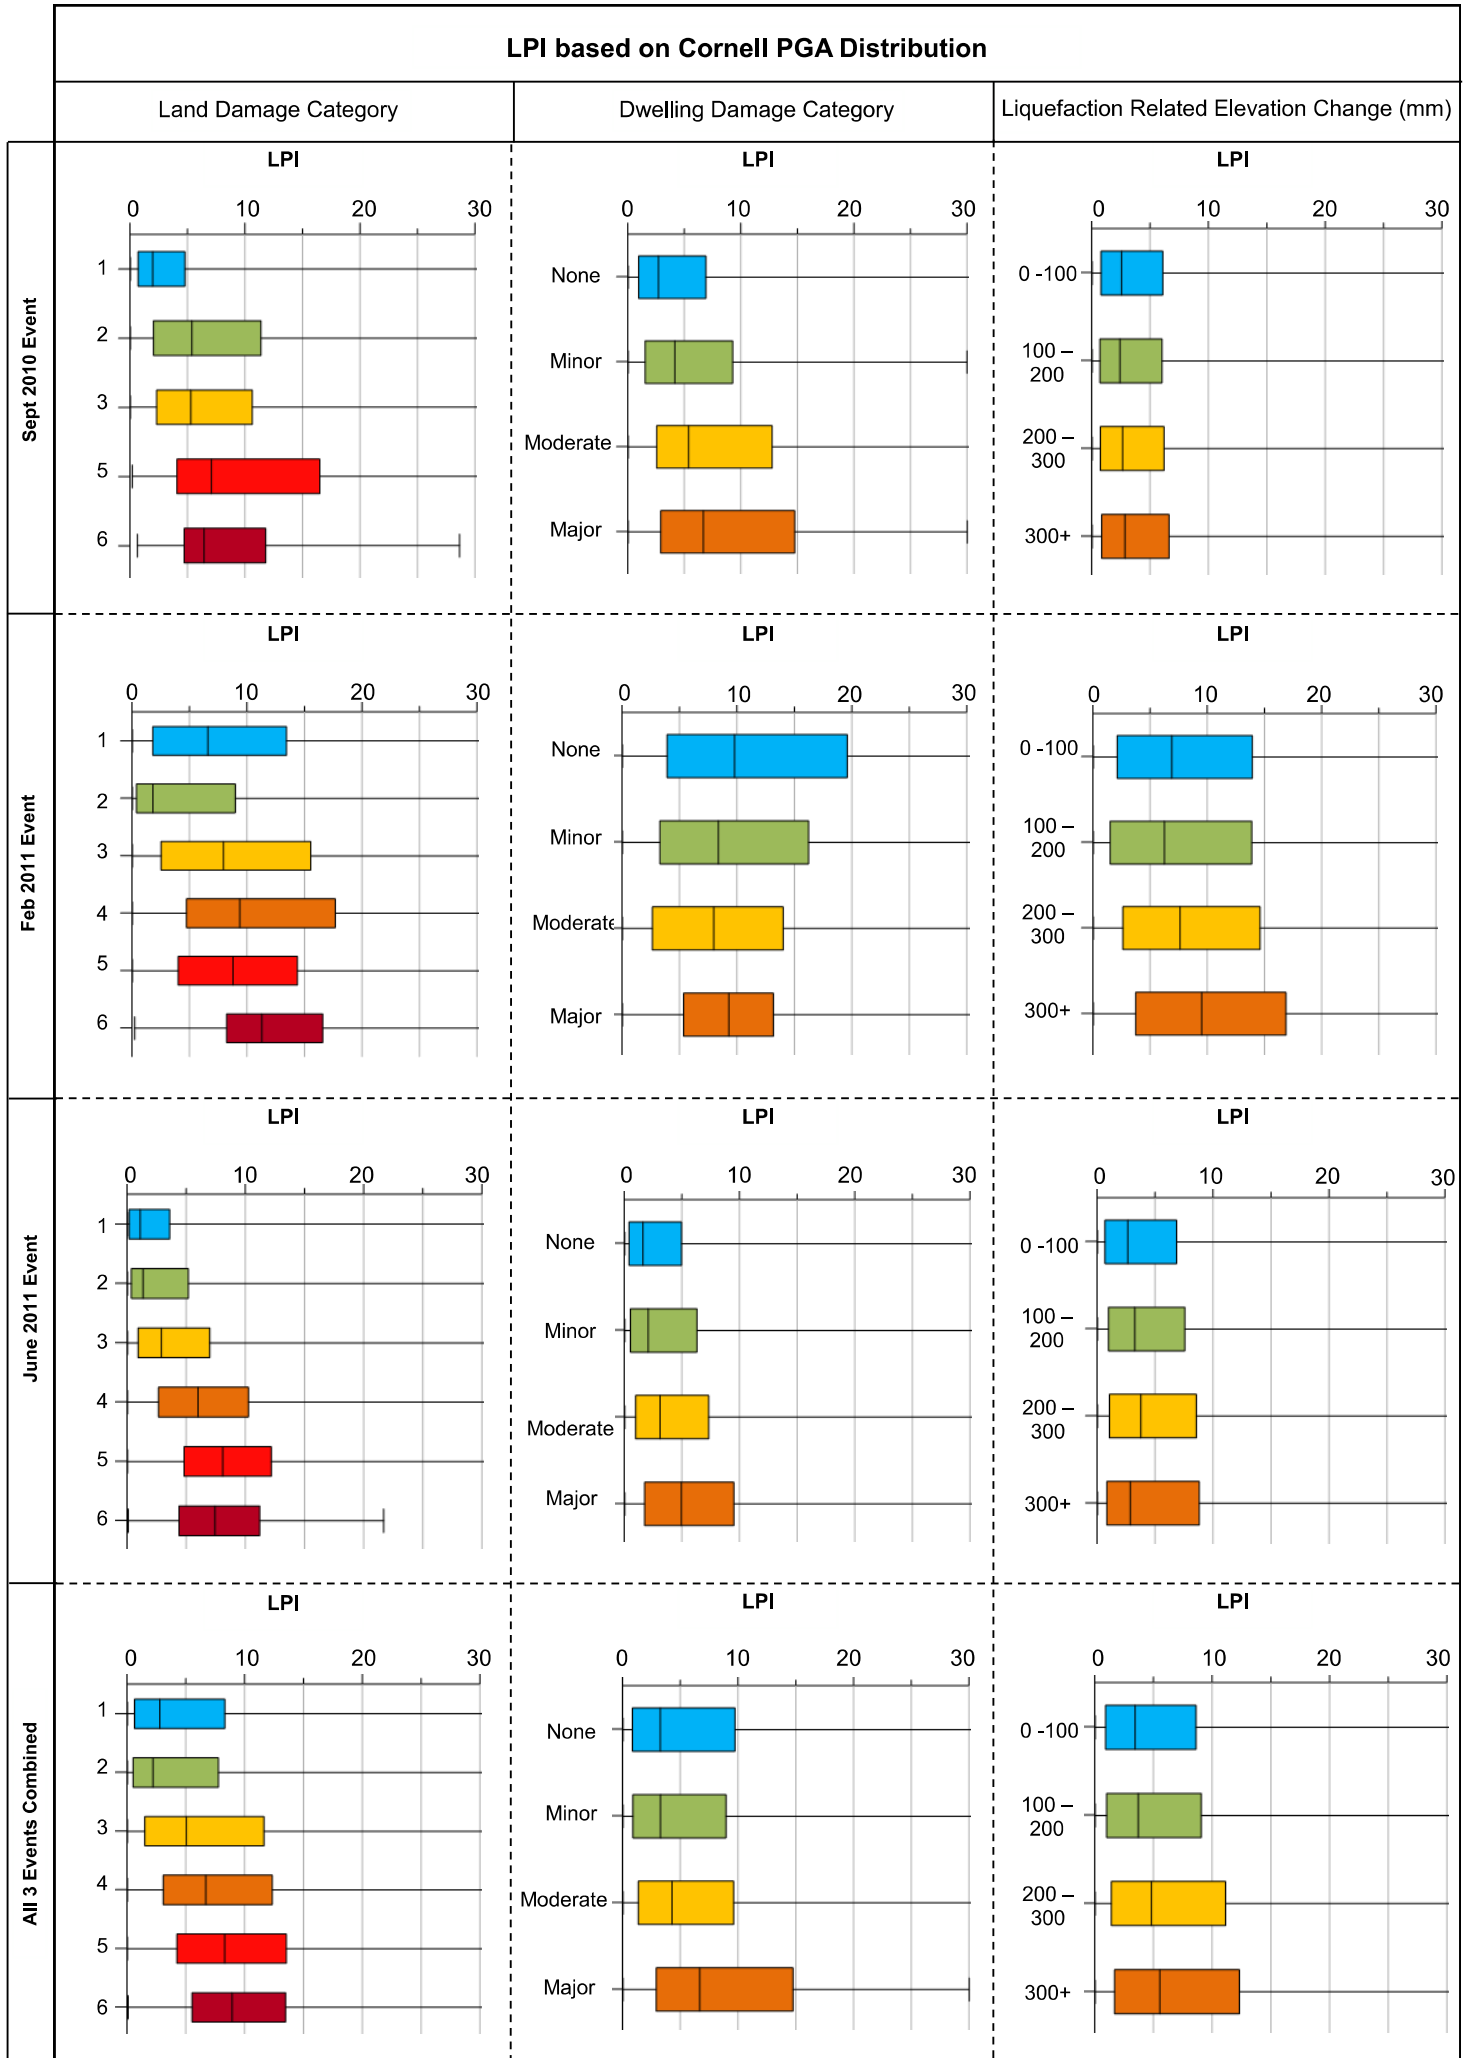 LPI based on Cornell PGA Distribution
Land Damage Category
Dwelling Damage Category
Liquefaction Related Elevation Change (mm)
Sept 2010 Event
LPI
0 10 20 30
1
2
3
5
6
LPI
0 10 20 30
None
Minor
Moderate
Major
LPI
0 10 20 30
0 -100
100 –
200
200 –
300
300+
Feb 2011 Event
LPI
0 10 20 30
1
2
3
4
5
6
LPI
0 10 20 30
None
Minor
Moderate
Major
LPI
0 10 20 30
0 -100
100 –
200
200 –
300
300+
June 2011 Event
LPI
0 10 20 30
1
2
3
4
5
6
LPI
0 10 20 30
None
Minor
Moderate
Major
LPI
0 10 20 30
0 -100
100 –
200
200 –
300
300+
All 3 Events Combined
LPI
0 10 20 30
1
2
3
4
5
6
LPI
0 10 20 30
None
Minor
Moderate
Major
LPI
0 10 20 30
0 -100
100 –
200
200 –
300
300+